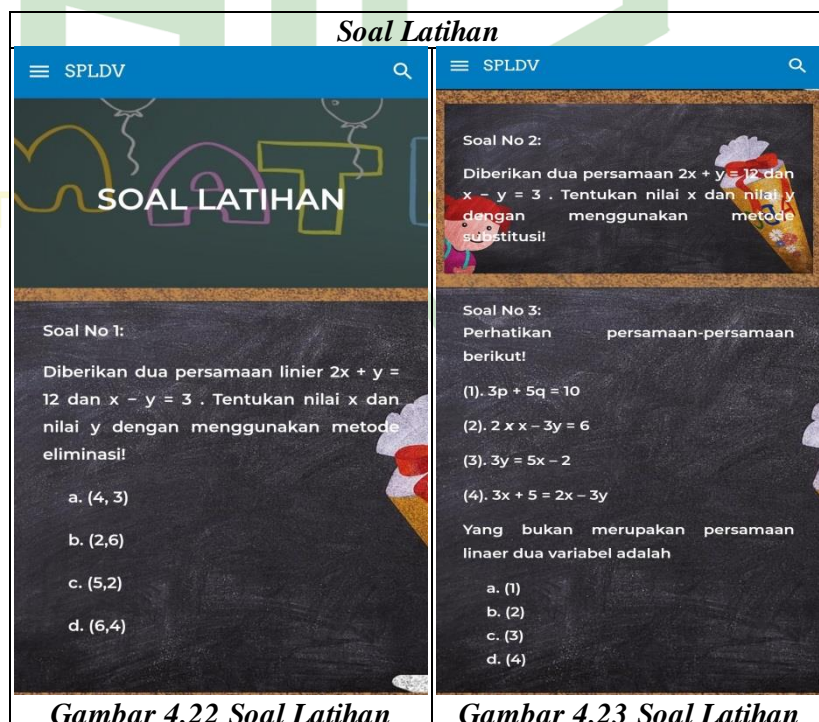 Soal Latihan
SPLDV
MAT
SOAL LATIHAN
Soal No 1:
Diberikan dua persamaan linier 2x + y =
12 dan x – y = 3 . Tentukan nilai x dan
nilai y dengan menggunakan metode
eliminasi!
a. (4, 3)
b. (2,6)
c. (5,2)
d. (6,4)
Gambar 4.22 Soal Latihan
SPLDV
Soal No 2:
Diberikan dua persamaan 2x + y = 12 dan
x – y = 3 . Tentukan nilai x dan nilai y
dengan menggunakan metode
substitusi!
Soal No 3:
Perhatikan persamaan-persamaan
berikut!
(1). 3p + 5q = 10
(2). 2 x x – 3y = 6
(3). 3y = 5x – 2
(4). 3x + 5 = 2x – 3y
Yang bukan merupakan persamaan
linaer dua variabel adalah
a. (1)
b. (2)
c. (3)
d. (4)
Gambar 4.23 Soal Latihan